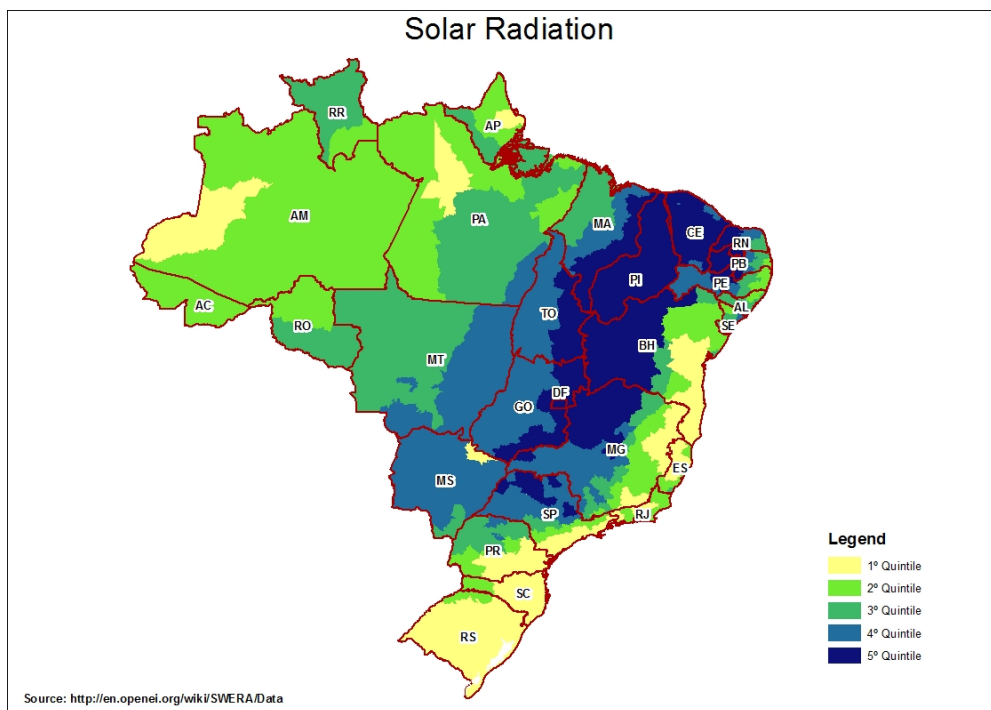 Solar Radiation
RR
AP
AM
PA
MA
CE
RN
PB
PI
PE
AC
TO
AL
RO
SE
MT
BH
DF
GO
MG
MS
ES
SP
RJ
PR
SC
RS
Legend
1º Quintile
2º Quintile
3º Quintile
4º Quintile
5º Quintile
Source: http://en.openei.org/wiki/SWERA/Data